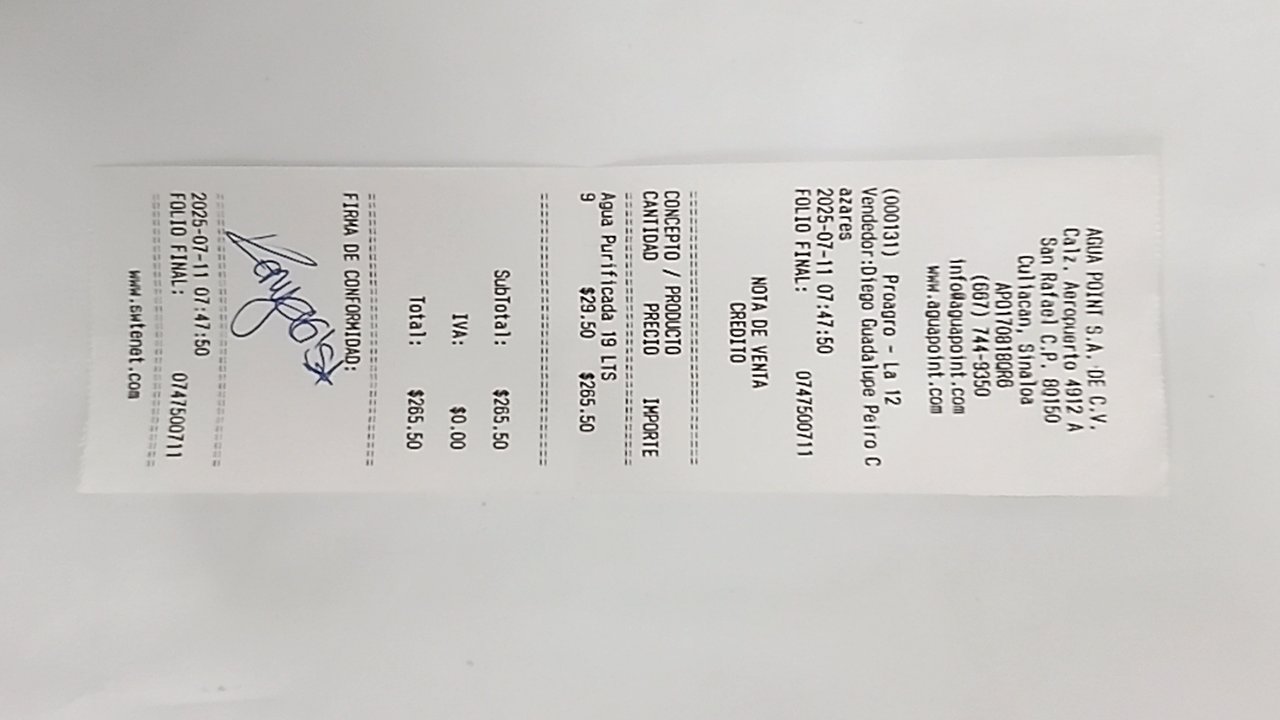 AGUA POINT S.A. DE C.V.
Calz. Aeropuerto 4912 A
San Rafael C.P. 80150
Culiacan, Sinaloa
APO170818QR6
(667) 744-9350
info@aguapoint.com
www.aguapoint.com
(000131) Proagro - La 12
Vendedor:Diego Guadalupe Peiro C
azares
2025-07-11 07:47:50
FOLIO FINAL: 0747500711
NOTA DE VENTA
CREDITO
================================
CONCEPTO / PRODUCTO
CANTIDAD PRECIO IMPORTE
================================
Agua Purificada 19 LTS
9 $29.50 $265.50
================================
SubTotal: $265.50
IVA: $0.00
Total: $265.50
================================
FIRMA DE CONFORMIDAD:
================================
2025-07-11 07:47:50
FOLIO FINAL: 0747500711
================================
www.swtenet.com